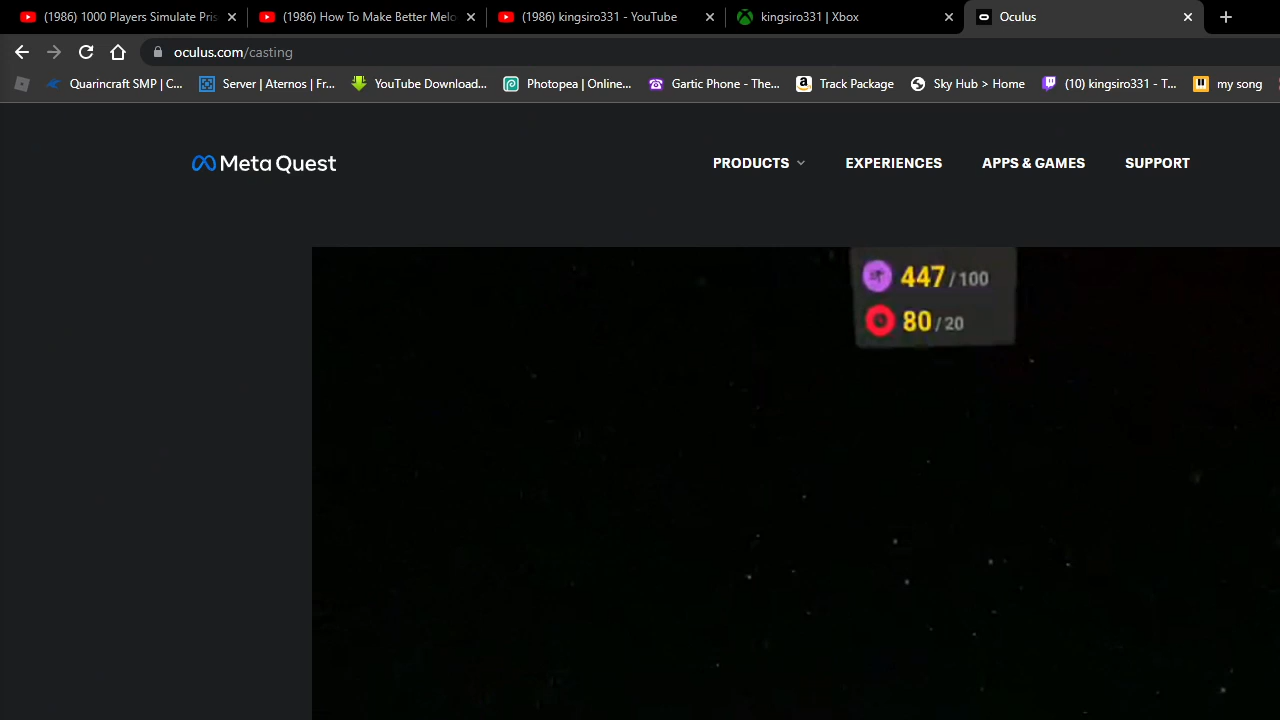 (1986) 1000 Players Simulate Pris
(1986) How To Make Better Melo
(1986) kingsiro331 - YouTube
kingsiro331 | Xbox
Oculus
oculus.com/casting
Quarincraft SMP | C...
Server | Aternos | Fr...
YouTube Download...
Photopea | Online...
Gartic Phone - The...
Track Package
Sky Hub > Home
(10) kingsiro331 - T...
my song
Meta Quest
PRODUCTS
EXPERIENCES
APPS & GAMES
SUPPORT
447/100
80/20